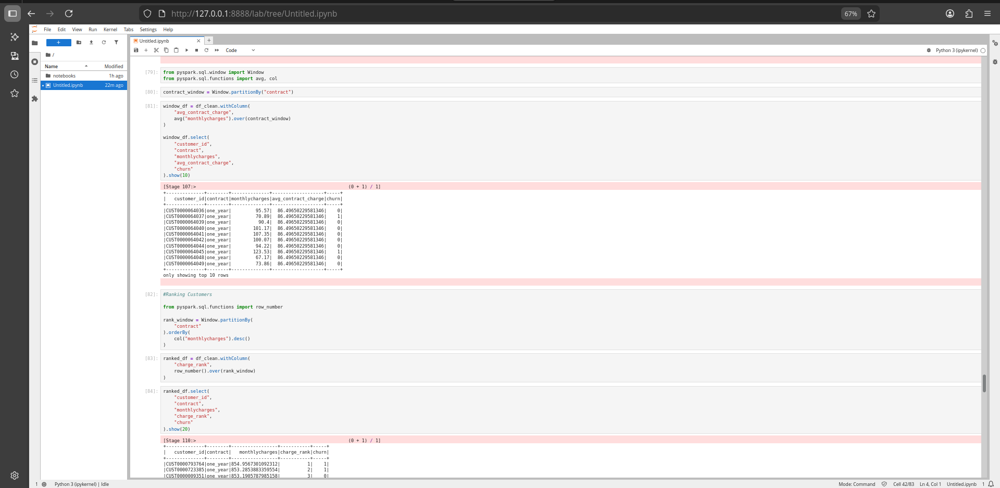 http://127.0.0.1:8888/lab/tree/Untitled.ipynb
67%
File Edit View Run Kernel Tabs Settings Help
+
/
Name Modified
notebooks 1h ago
Untitled.ipynb 22m ago
Untitled.ipynb
Code
Python 3 (ipykernel)
[79]:
from pyspark.sql.window import Window
from pyspark.sql.functions import avg, col
[80]:
contract_window = Window.partitionBy("contract")
[81]:
window_df = df_clean.withColumn(
    "avg_contract_charge",
    avg("monthlycharges").over(contract_window)
)
window_df.select(
    "customer_id",
    "contract",
    "monthlycharges",
    "avg_contract_charge",
    "churn"
).show(10)
[Stage 107:> (0 + 1) / 1]
+--------------+--------+--------------+-------------------+-----+
|   customer_id|contract|monthlycharges|avg_contract_charge|churn|
+--------------+--------+--------------+-------------------+-----+
|CUST0000064036|one_year|         95.57|  86.49650229581346|    0|
|CUST0000064037|one_year|         70.89|  86.49650229581346|    1|
|CUST0000064039|one_year|          90.4|  86.49650229581346|    0|
|CUST0000064040|one_year|        101.17|  86.49650229581346|    0|
|CUST0000064041|one_year|        107.35|  86.49650229581346|    0|
|CUST0000064042|one_year|        100.07|  86.49650229581346|    0|
|CUST0000064044|one_year|         94.22|  86.49650229581346|    0|
|CUST0000064045|one_year|        123.53|  86.49650229581346|    1|
|CUST0000064048|one_year|         67.17|  86.49650229581346|    0|
|CUST0000064049|one_year|         73.86|  86.49650229581346|    0|
+--------------+--------+--------------+-------------------+-----+
only showing top 10 rows
[82]:
#Ranking Customers
from pyspark.sql.functions import row_number
rank_window = Window.partitionBy(
    "contract"
).orderBy(
    col("monthlycharges").desc()
)
[83]:
ranked_df = df_clean.withColumn(
    "charge_rank",
    row_number().over(rank_window)
)
[84]:
ranked_df.select(
    "customer_id",
    "contract",
    "monthlycharges",
    "charge_rank",
    "churn"
).show(20)
[Stage 110:> (0 + 1) / 1]
+--------------+--------+-----------------+-----------+-----+
|   customer_id|contract|   monthlycharges|charge_rank|churn|
+--------------+--------+-----------------+-----------+-----+
|CUST0000793764|one_year|854.9567301092312|          1|    1|
|CUST0000723385|one_year|853.2853883359554|          2|    1|
|CUST0000009351|one_year|853.1905787985158|          3|    0|
1 Python 3 (ipykernel) | Idle
Mode: Command Cell 42/83 Ln 4, Col 1 Untitled.ipynb 1